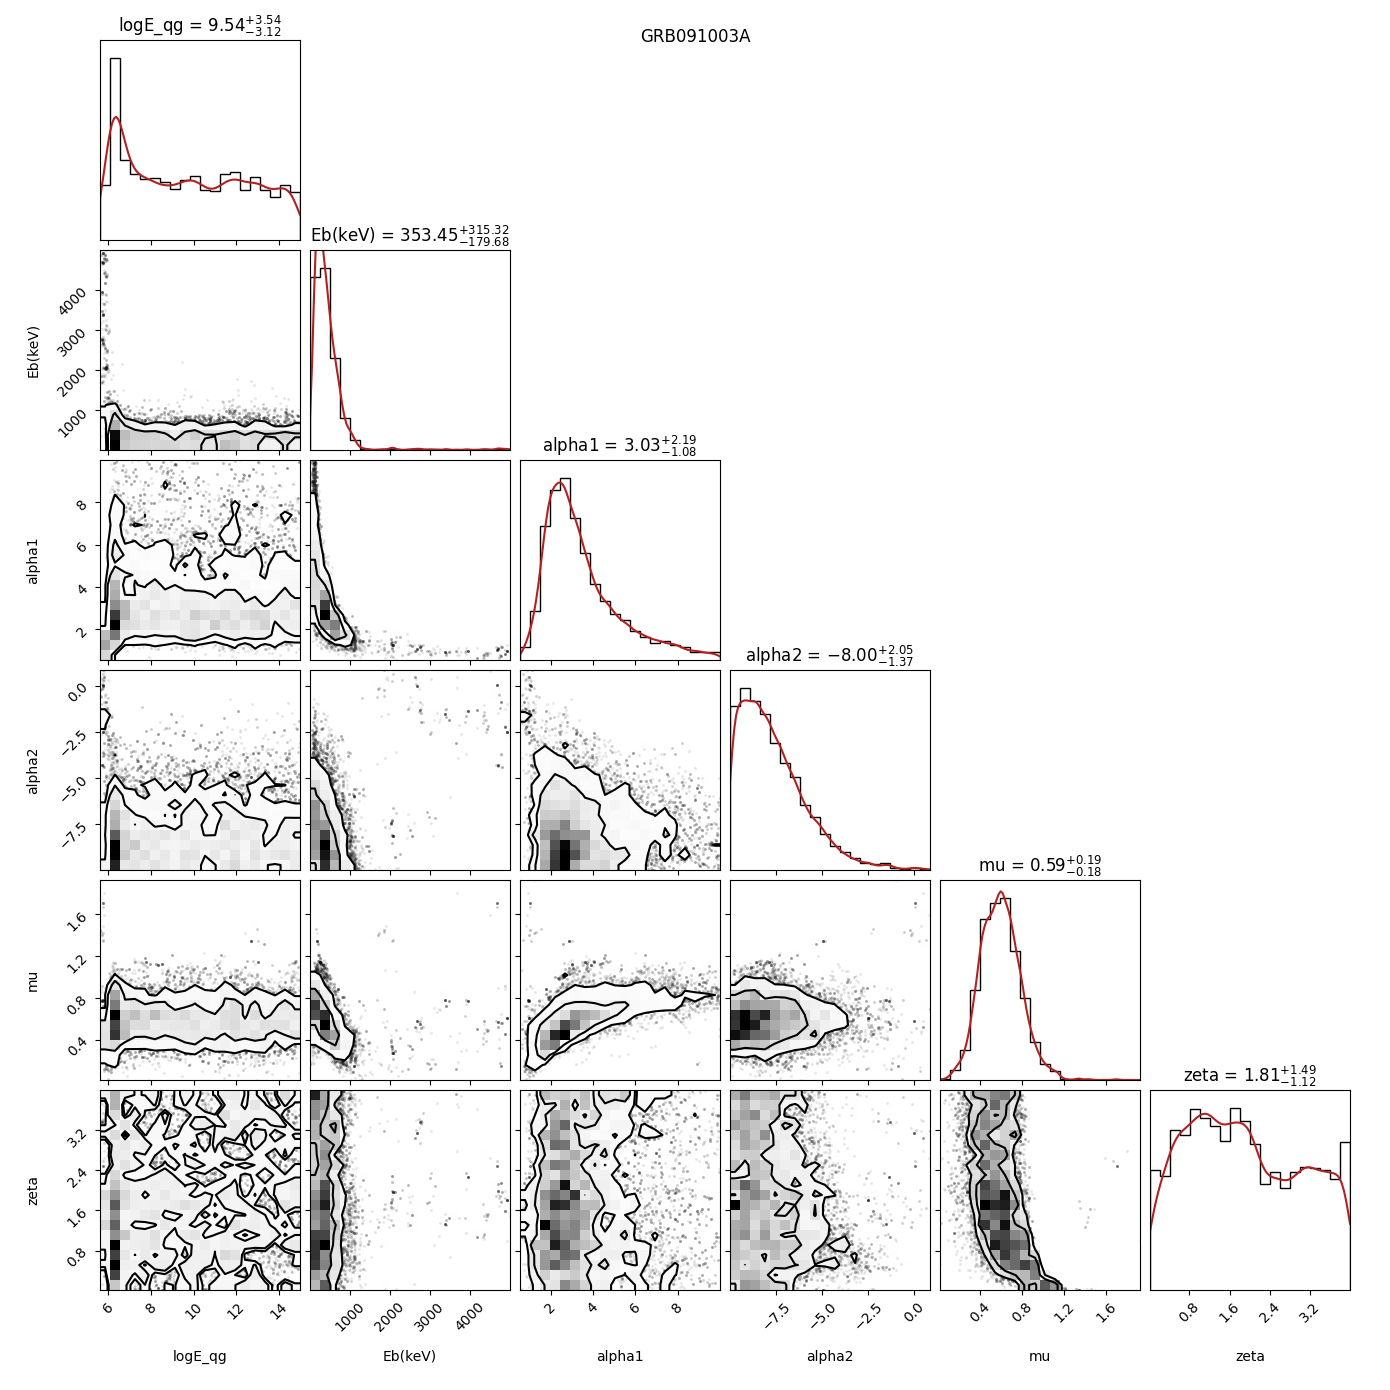 GRB091003A
logE_qg = 9.54 +3.54 −3.12
Eb(keV) = 353.45 +315.32 −179.68
Eb(keV)
4000
3000
2000
1000
alpha1 = 3.03 +2.19 −1.08
alpha1
8
6
4
2
alpha2 = −8.00 +2.05 −1.37
alpha2
0.0
−2.5
−5.0
−7.5
mu = 0.59 +0.19 −0.18
mu
1.6
1.2
0.8
0.4
zeta = 1.81 +1.49 −1.12
zeta
3.2
2.4
1.6
0.8
6 8 10 12 14
1000 2000 3000 4000
2 4 6 8
−7.5 −5.0 −2.5 0.0
0.4 0.8 1.2 1.6
0.8 1.6 2.4 3.2
logE_qg Eb(keV) alpha1 alpha2 mu zeta